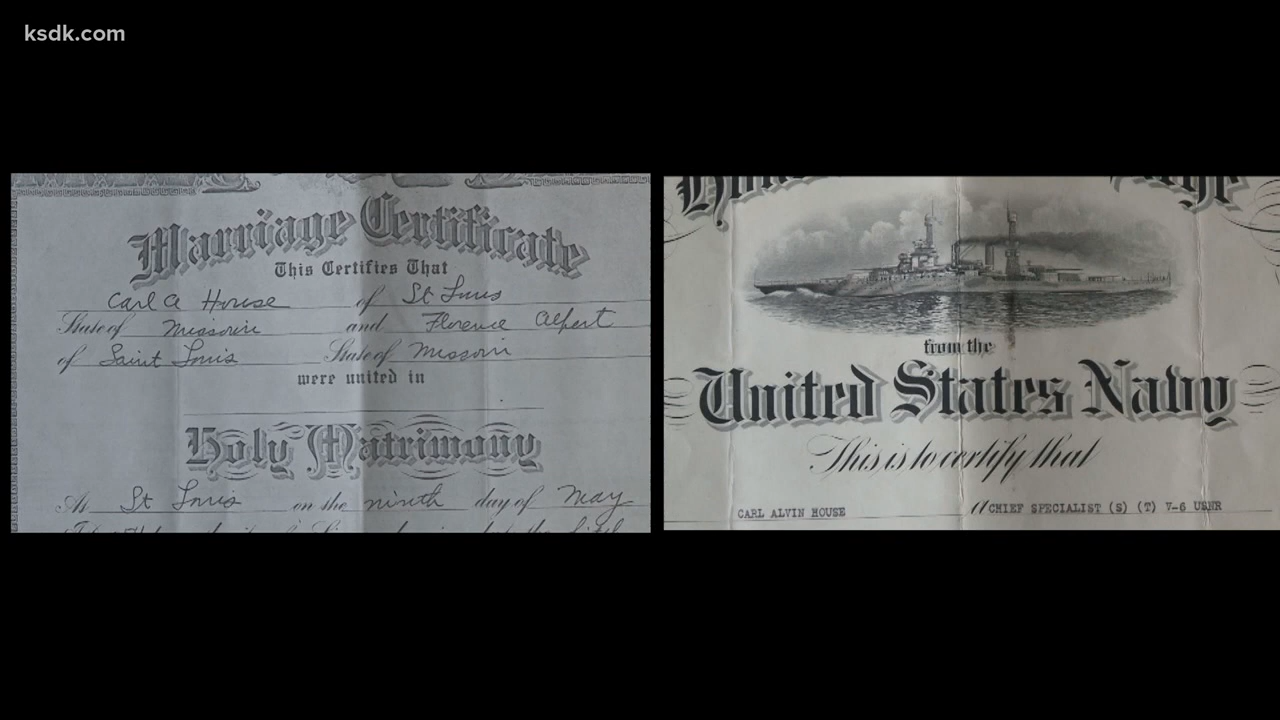 ksdk.com
Marriage Certificate
This Certifies That
Carl A House of St Louis
State of Missouri and Florence Alpert
of Saint Louis State of Missouri
were united in
Holy Matrimony
At St Louis on the ninth day of May
from the
United States Navy
This is to certify that
CARL ALVIN HOUSE a CHIEF SPECIALIST (S) (T) V-6 USNR